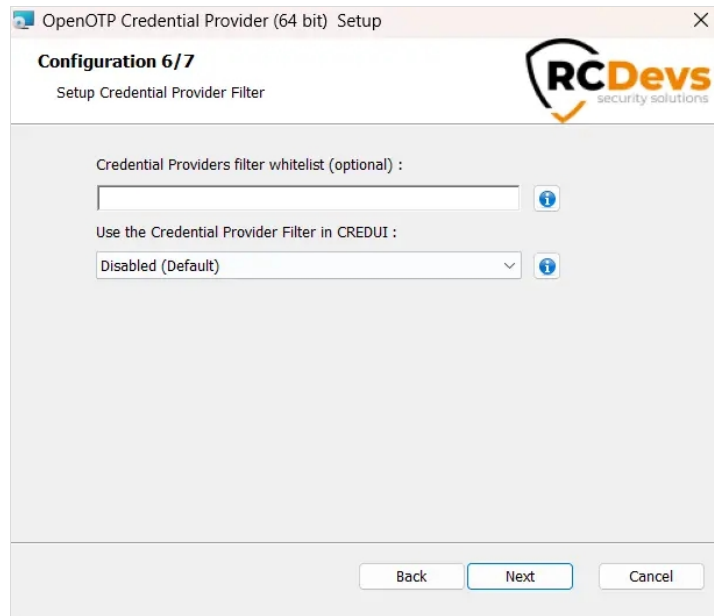 OpenOTP Credential Provider (64 bit) Setup
Configuration 6/7
Setup Credential Provider Filter
RCDevs
security solutions
Credential Providers filter whitelist (optional) :
Use the Credential Provider Filter in CREDUI :
Disabled (Default)
Back Next Cancel